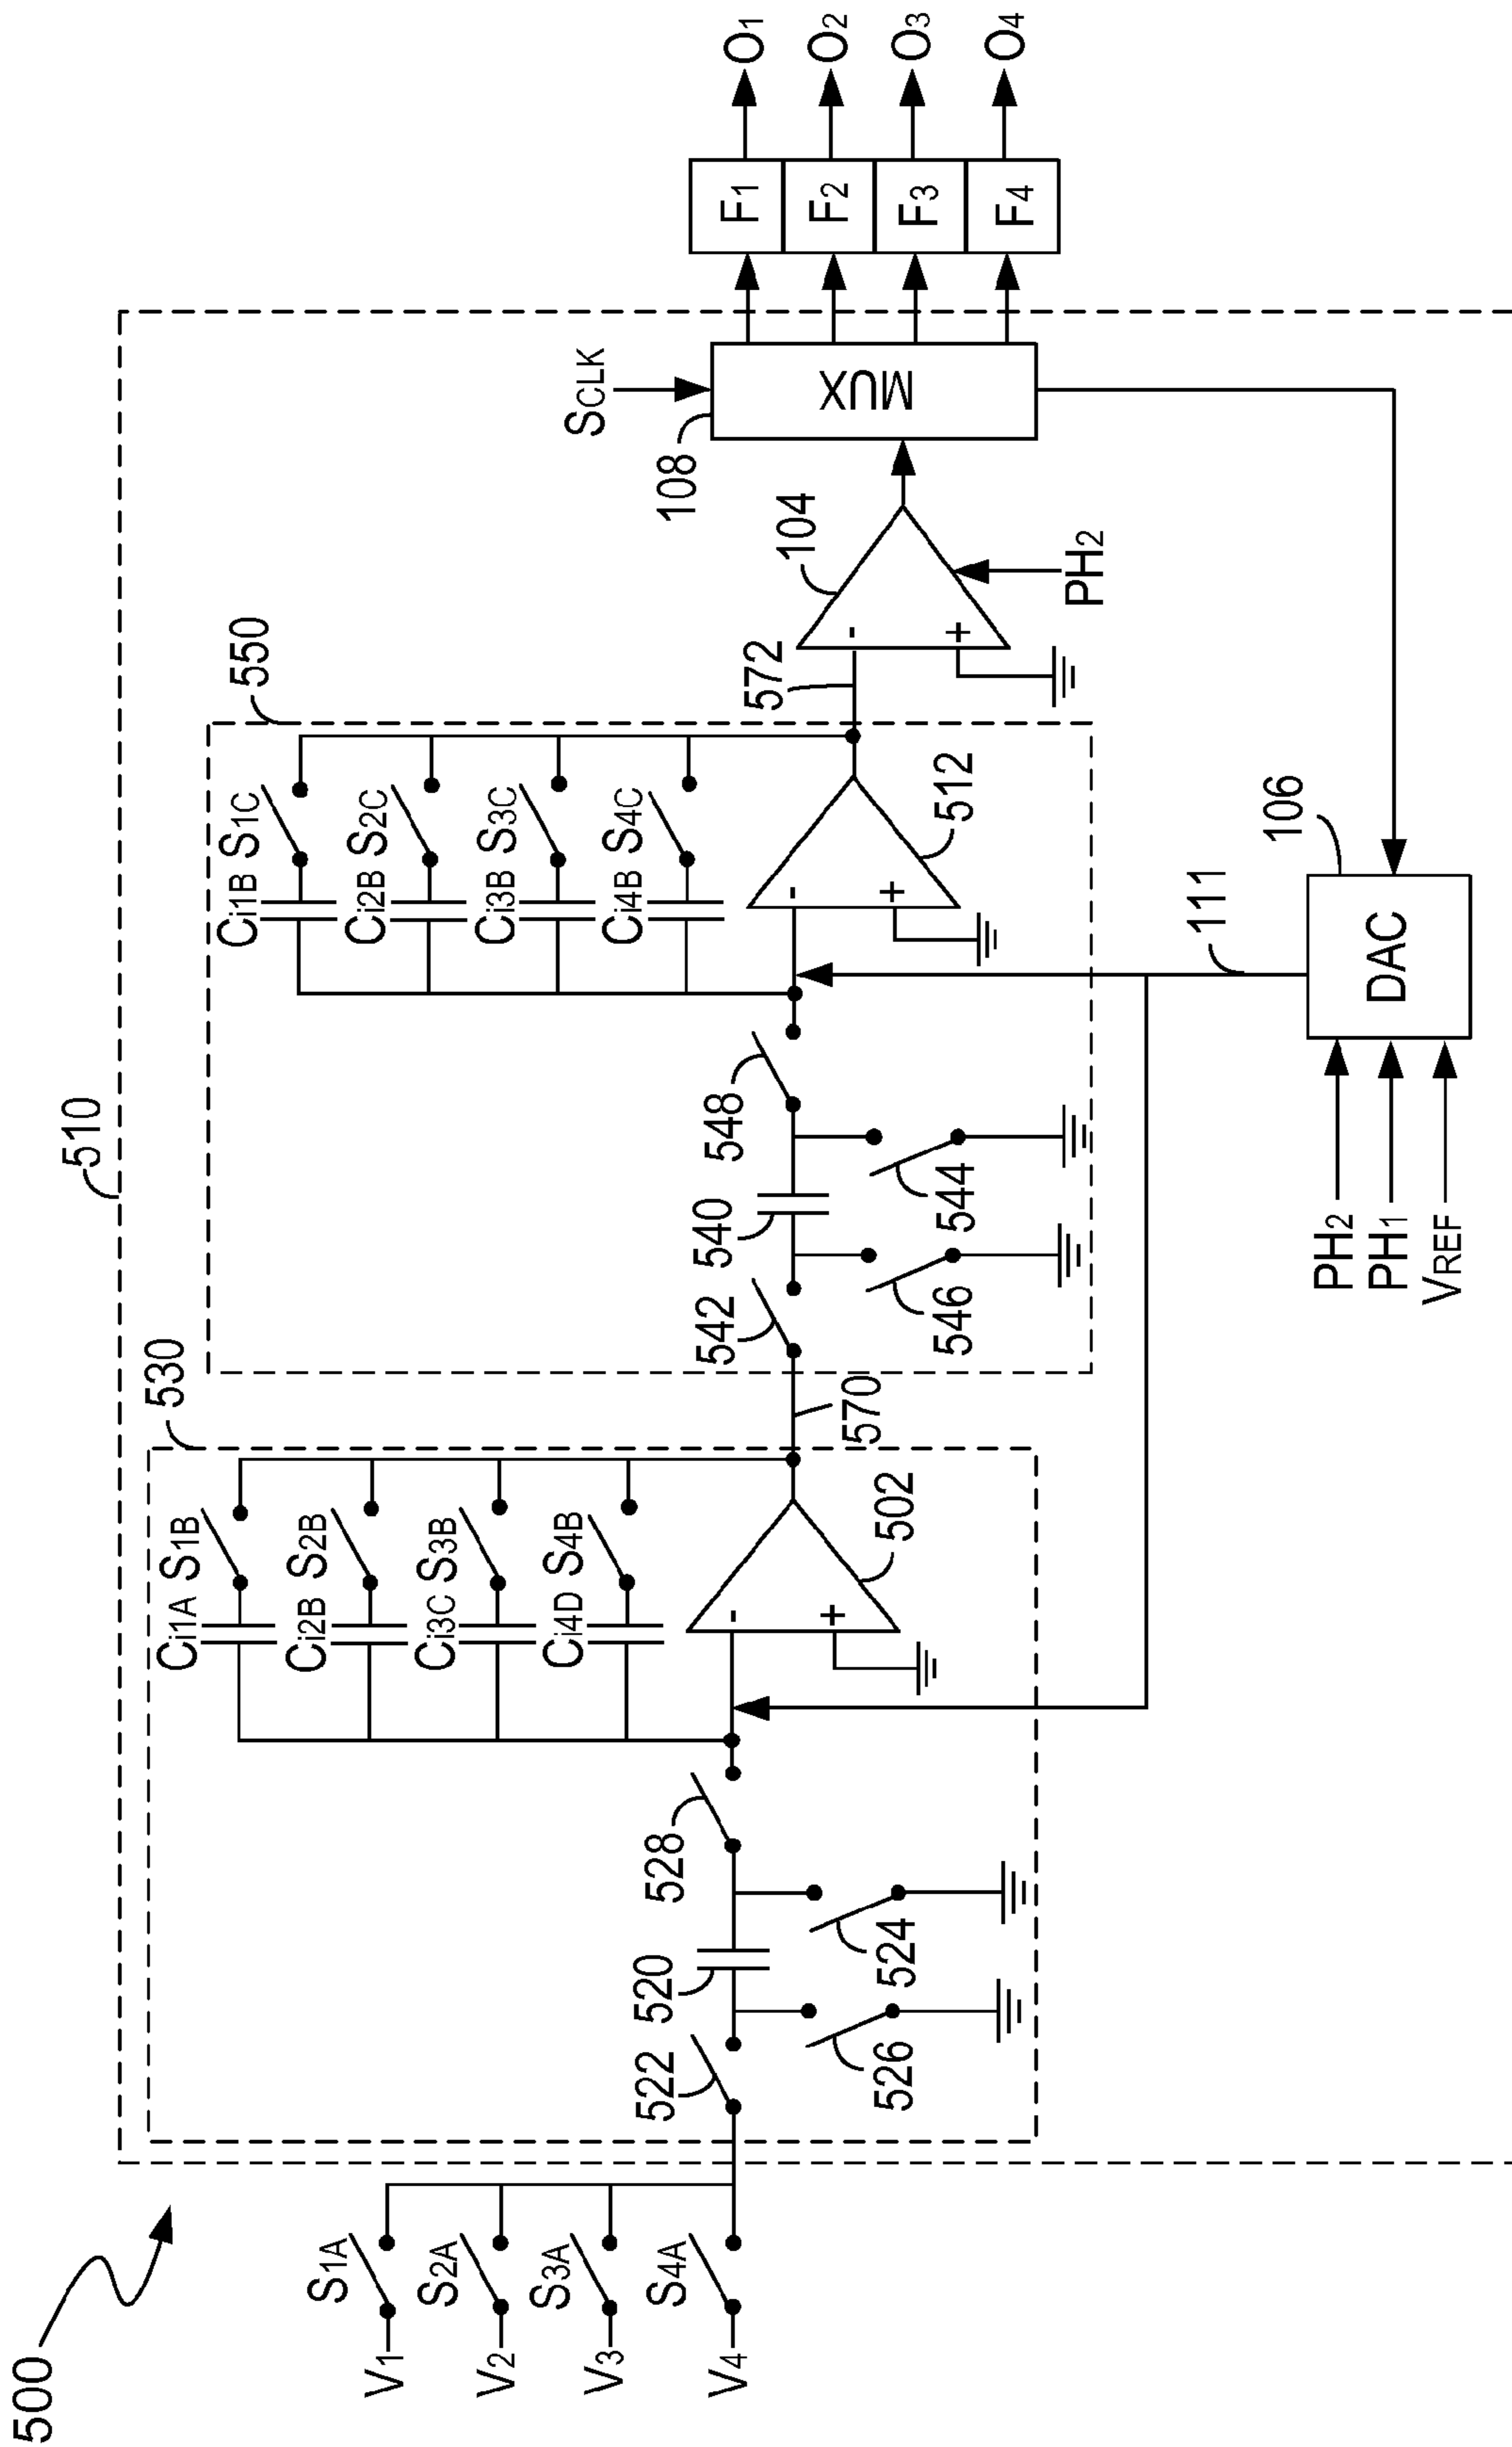 500
510
530
550
V1 S1A
V2 S2A
V3 S3A
V4 S4A
522
520
528
526
524
Ci1A S1B
Ci2B S2B
Ci3C S3B
Ci4D S4B
-
+
502
570
542
540
548
546
544
Ci1B S1C
Ci2B S2C
Ci3B S3C
Ci4B S4C
-
+
512
572
-
+
104
PH2
108
SCLK
MUX
F1 O1
F2 O2
F3 O3
F4 O4
111
106
DAC
PH2
PH1
VREF